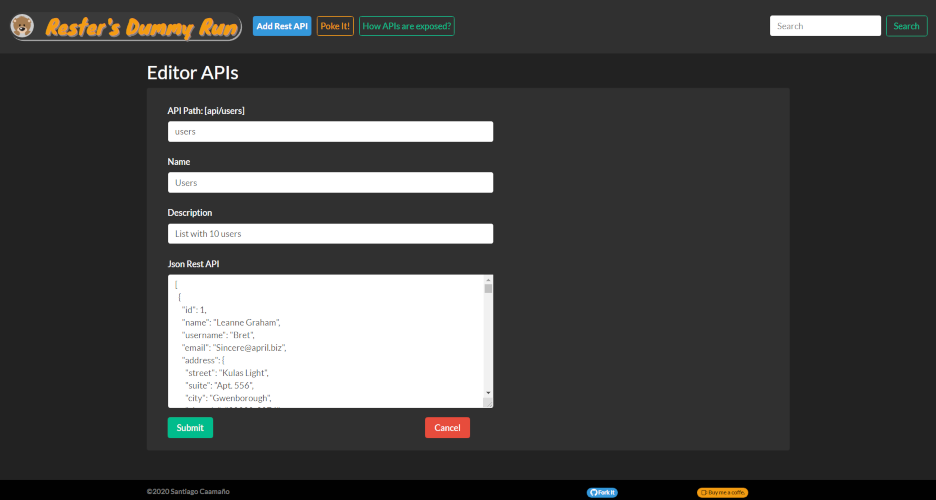 Rester's Dummy Run
Add Rest API
Poke It!
How APIs are exposed?
Search
Search
Editor APIs
API Path: [api/users]
users
Name
Users
Description
List with 10 users
Json Rest API
[
{
"id": 1,
"name": "Leanne Graham",
"username": "Bret",
"email": "Sincere@april.biz",
"address": {
"street": "Kulas Light",
"suite": "Apt. 556",
"city": "Gwenborough",
Submit
Cancel
©2020 Santiago Caamaño
Fork It
Buy me a coffe.